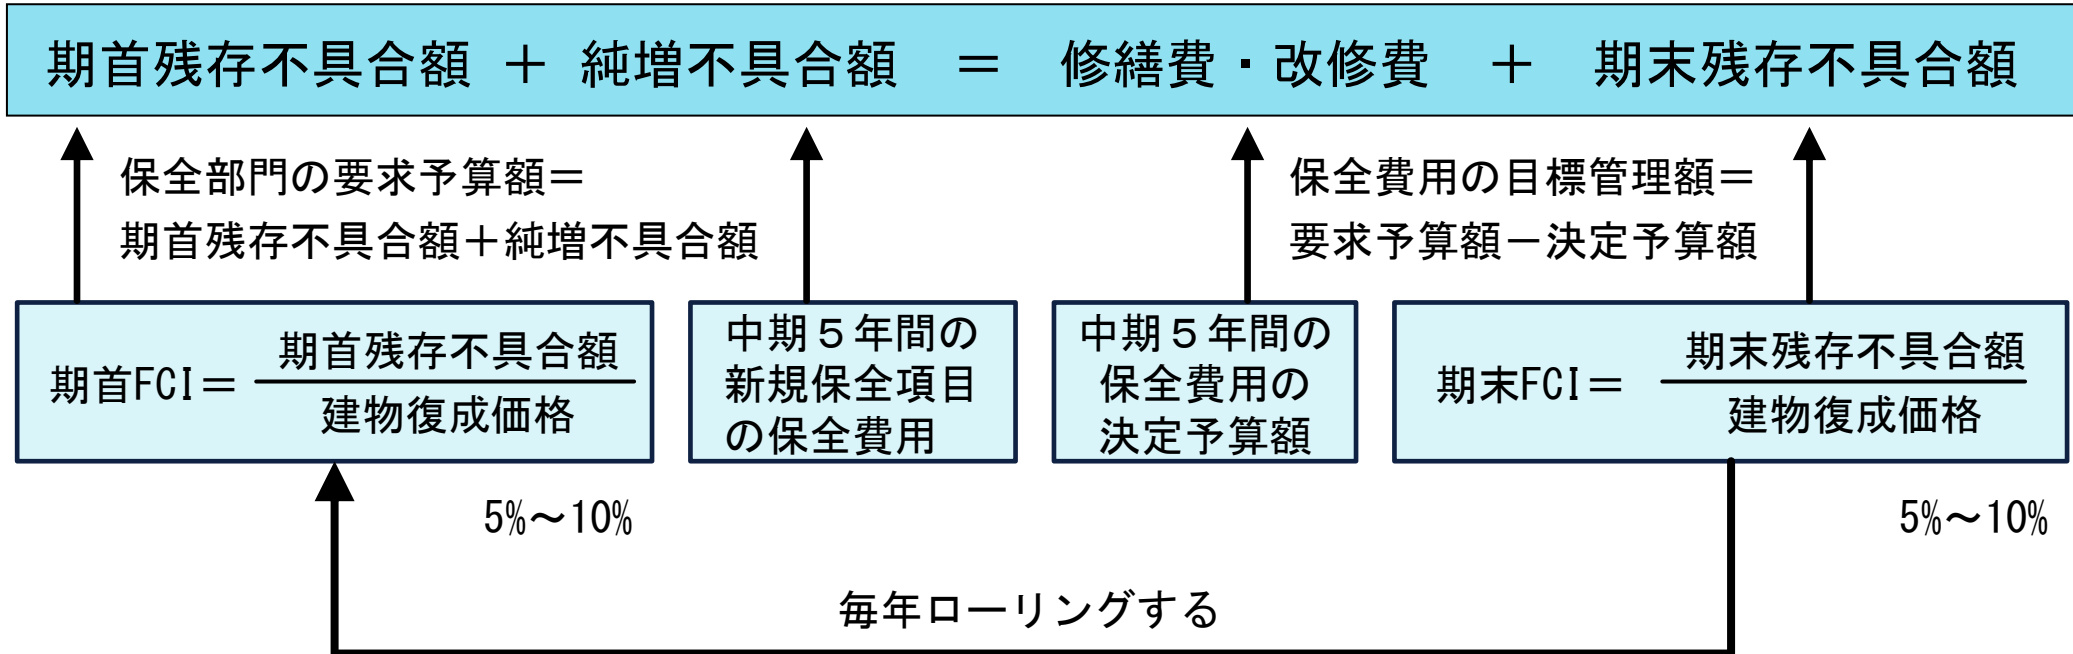 期首残存不具合額 ＋ 純増不具合額 ＝ 修繕費・改修費 ＋ 期末残存不具合額
保全部門の要求予算額＝
期首残存不具合額＋純増不具合額
保全費用の目標管理額＝
要求予算額－決定予算額
期首FCI＝
期首残存不具合額
建物復成価格
中期５年間の
新規保全項目
の保全費用
中期５年間の
保全費用の
決定予算額
期末FCI＝
期末残存不具合額
建物復成価格
5%～10%
5%～10%
毎年ローリングする